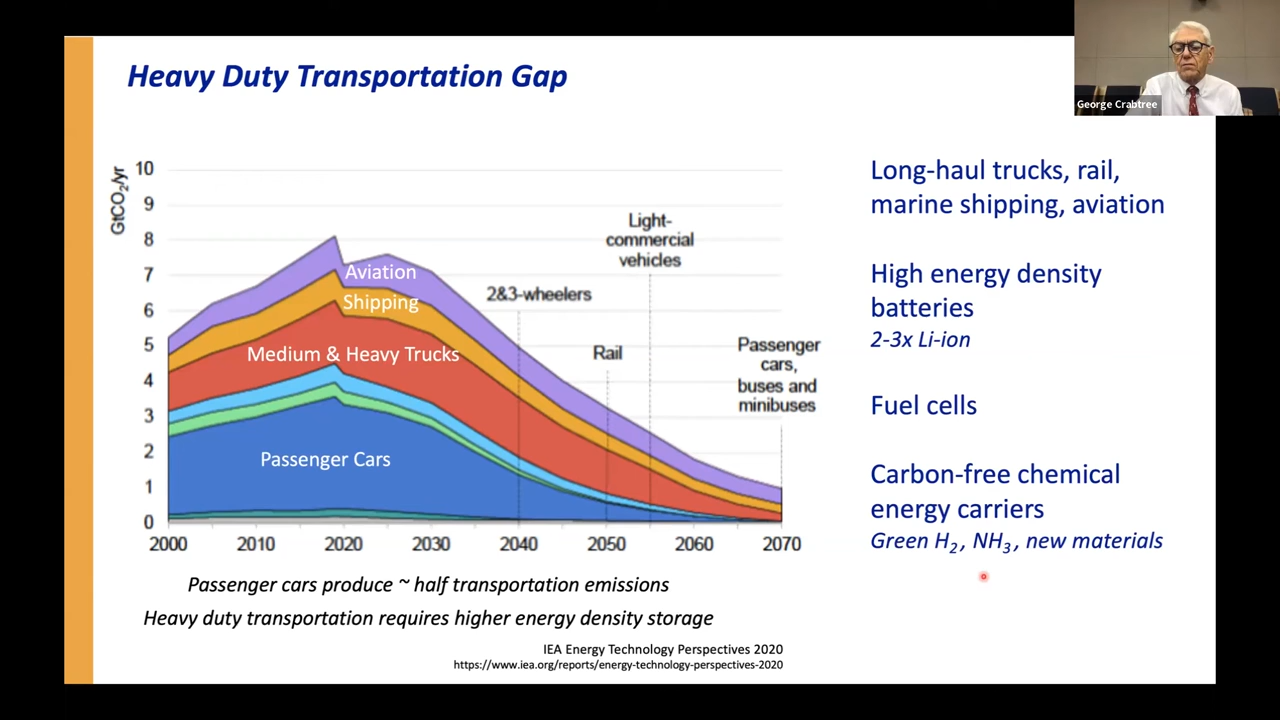 Heavy Duty Transportation Gap
George Crabtree
GtCO2/yr
10
9
8
7
6
5
4
3
2
1
0
2000 2010 2020 2030 2040 2050 2060 2070
Aviation
Shipping
Medium & Heavy Trucks
Passenger Cars
2&3-wheelers
Rail
Light-
commercial
vehicles
Passenger
cars,
buses and
minibuses
Passenger cars produce ~ half transportation emissions
Heavy duty transportation requires higher energy density storage
IEA Energy Technology Perspectives 2020
https://www.iea.org/reports/energy-technology-perspectives-2020
Long-haul trucks, rail,
marine shipping, aviation
High energy density
batteries
2-3x Li-ion
Fuel cells
Carbon-free chemical
energy carriers
Green H2, NH3, new materials